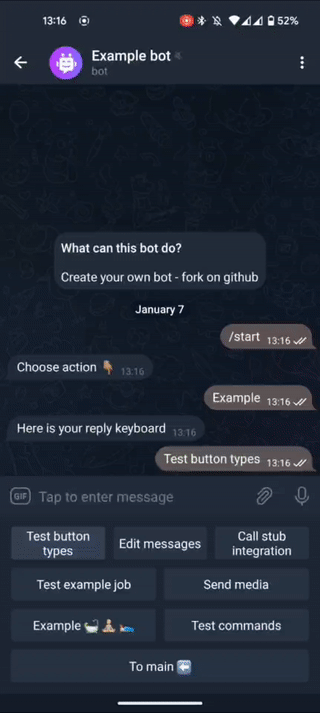 13:16
52%
Example bot
bot
What can this bot do?
Create your own bot - fork on github
January 7
/start 13:16
Choose action 👇🏽 13:16
Example 13:16
Here is your reply keyboard 13:16
Test button types 13:16
GIF Tap to enter message
Test button
types
Edit messages
Call stub
integration
Test example job
Send media
Example 🛁🧘🏽🏊🏽
Test commands
To main ⬅️